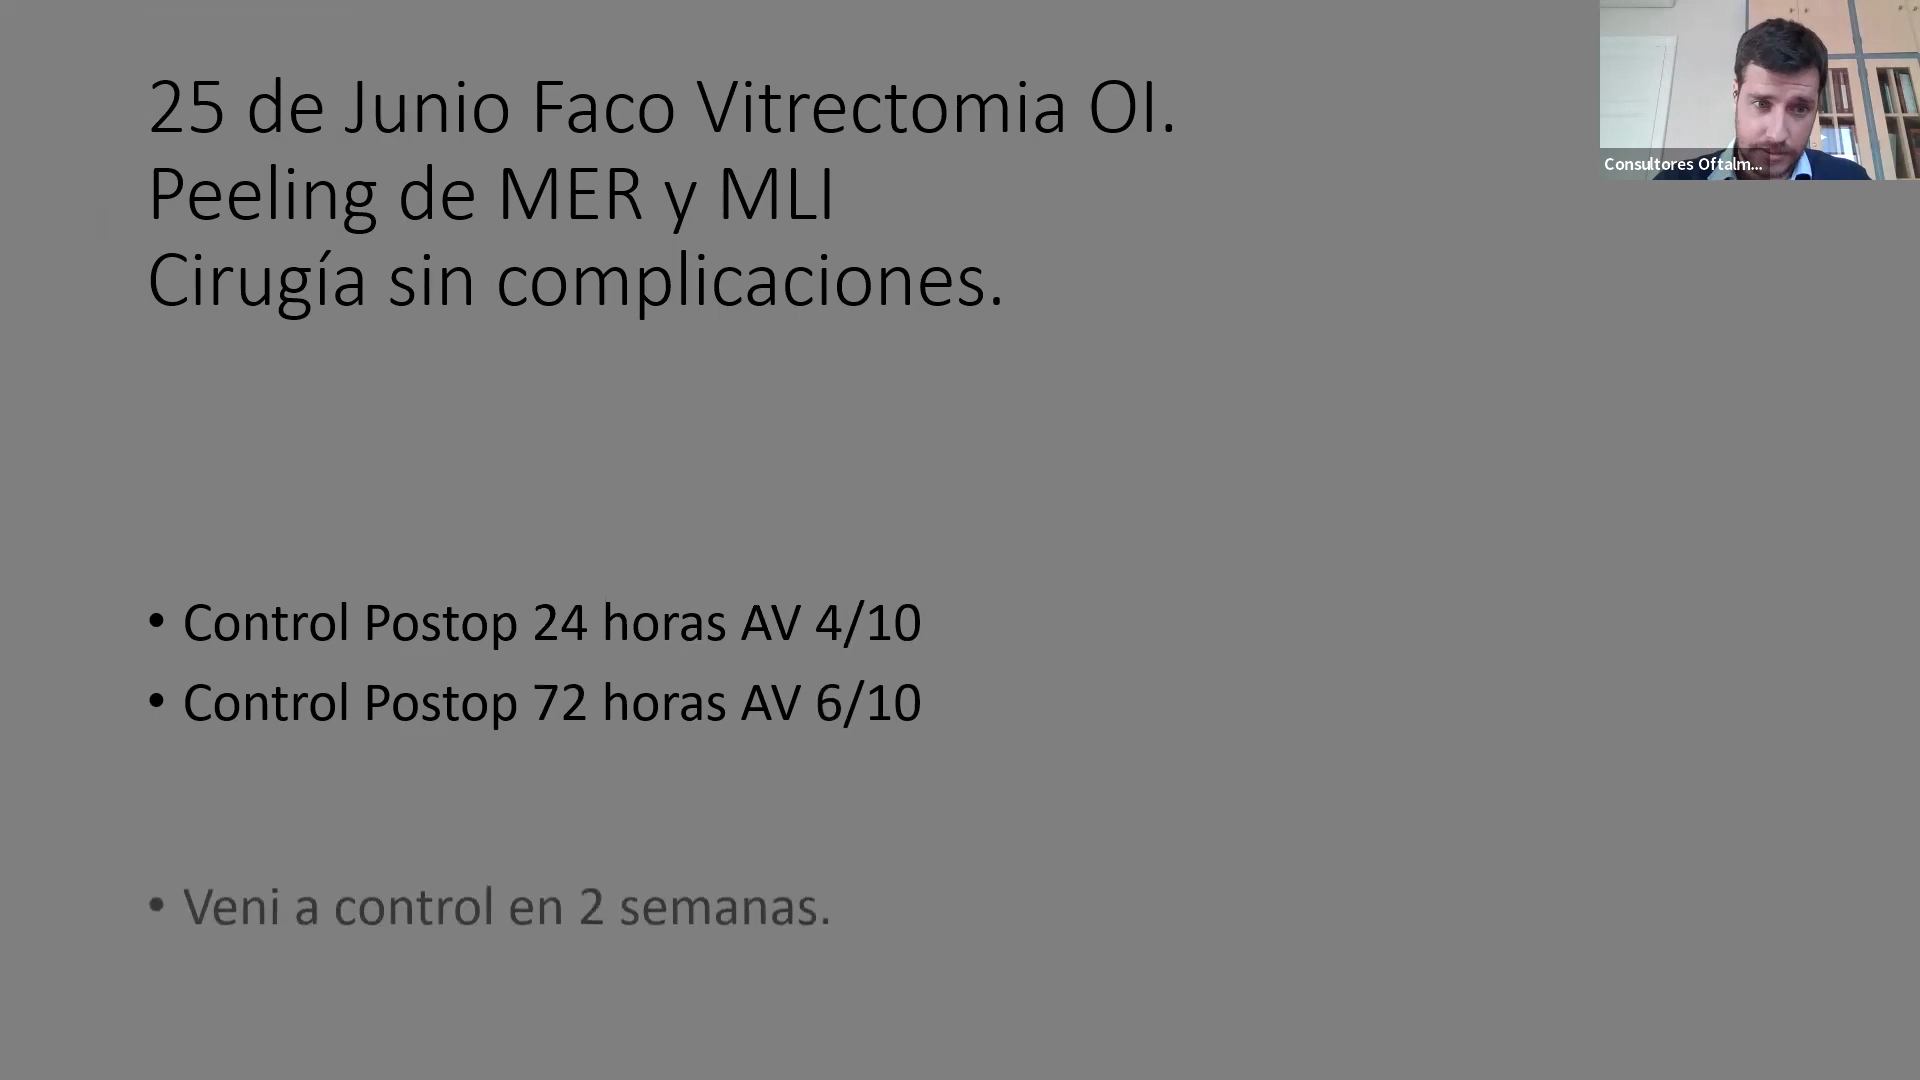 25 de Junio Faco Vitrectomia OI.
Peeling de MER y MLI
Cirugía sin complicaciones.
Consultores Oftalm...
• Control Postop 24 horas AV 4/10
• Control Postop 72 horas AV 6/10
• Veni a control en 2 semanas.